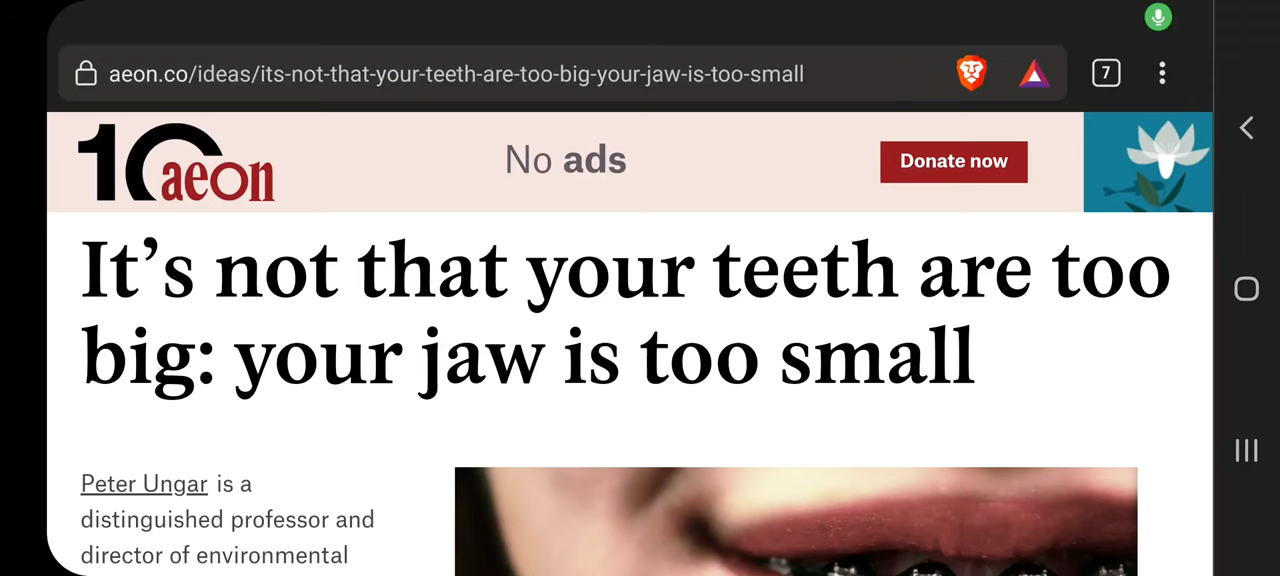 aeon.co/ideas/its-not-that-your-teeth-are-too-big-your-jaw-is-too-small
7
10 aeon
No ads
Donate now
It’s not that your teeth are too
big: your jaw is too small
Peter Ungar is a
distinguished professor and
director of environmental